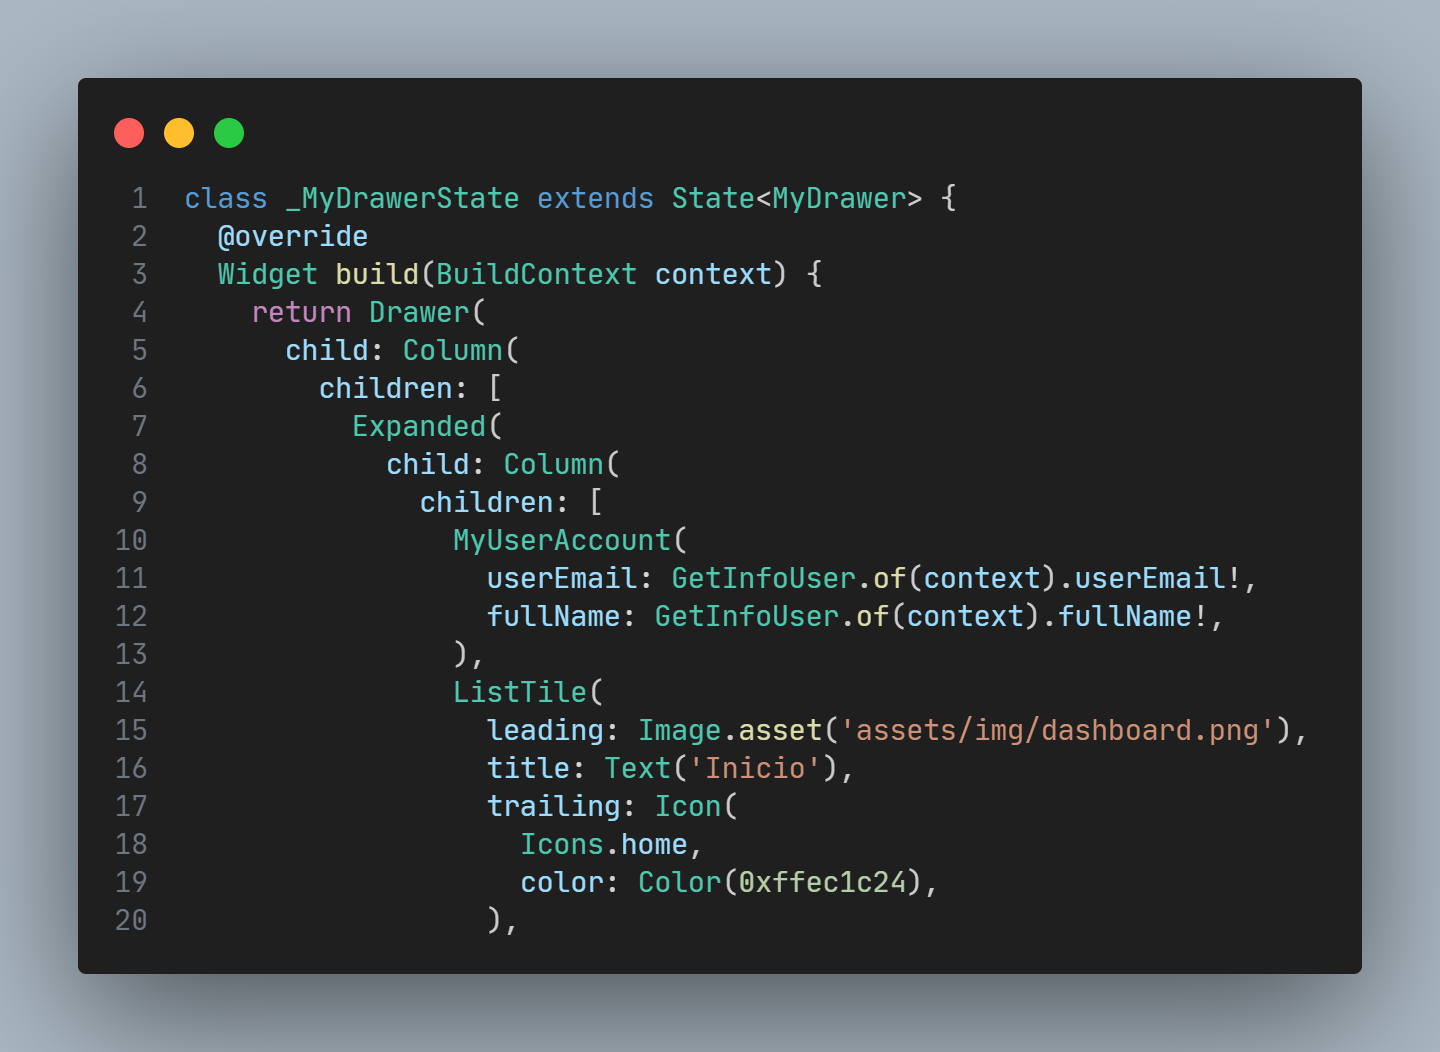 1 class _MyDrawerState extends State<MyDrawer> {
2   @override
3   Widget build(BuildContext context) {
4     return Drawer(
5       child: Column(
6         children: [
7           Expanded(
8             child: Column(
9               children: [
10                 MyUserAccount(
11                   userEmail: GetInfoUser.of(context).userEmail!,
12                   fullName: GetInfoUser.of(context).fullName!,
13                 ),
14                 ListTile(
15                   leading: Image.asset('assets/img/dashboard.png'),
16                   title: Text('Inicio'),
17                   trailing: Icon(
18                     Icons.home,
19                     color: Color(0xffec1c24),
20                   ),